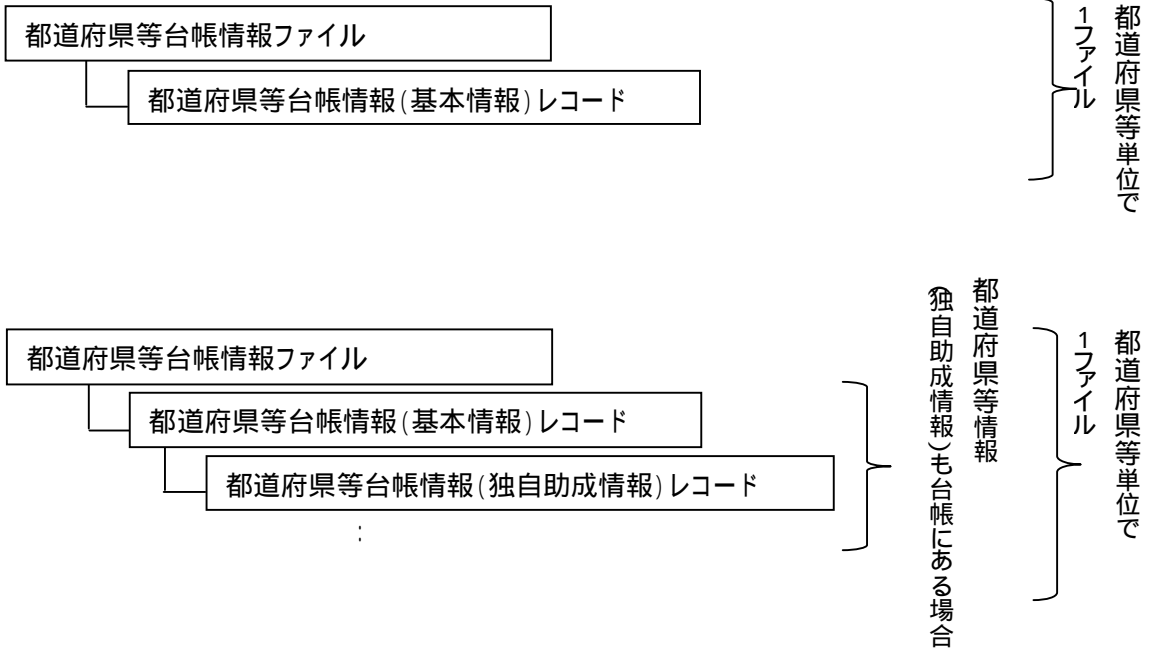 都道府県等台帳情報ファイル
都道府県等台帳情報(基本情報)レコード
都道府県等単位で
1ファイル
都道府県等台帳情報ファイル
都道府県等台帳情報(基本情報)レコード
都道府県等台帳情報(独自助成情報)レコード
:
都道府県等情報
(独自助成情報)も台帳にある場合
都道府県等単位で
1ファイル